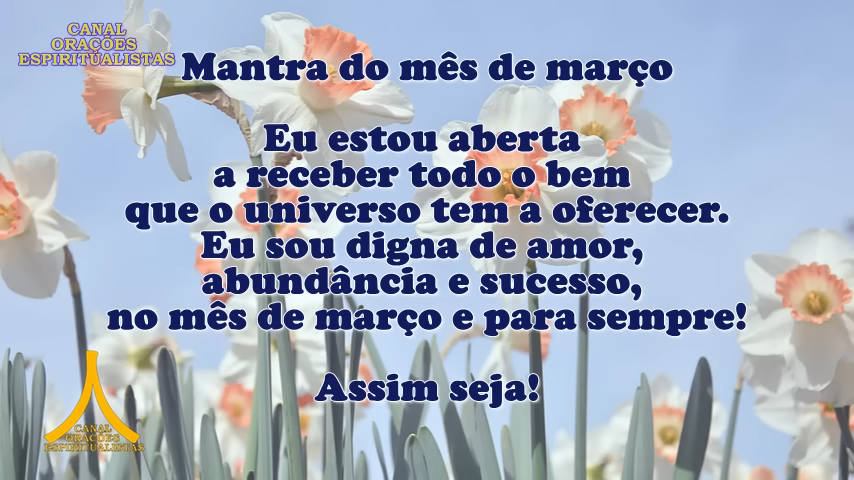 CANAL
ORAÇÕES
ESPIRITUALISTAS
Mantra do mês de março
Eu estou aberta
a receber todo o bem
que o universo tem a oferecer.
Eu sou digna de amor,
abundância e sucesso,
no mês de março e para sempre!
Assim seja!
CANAL
ORAÇÕES
ESPIRITUALISTAS